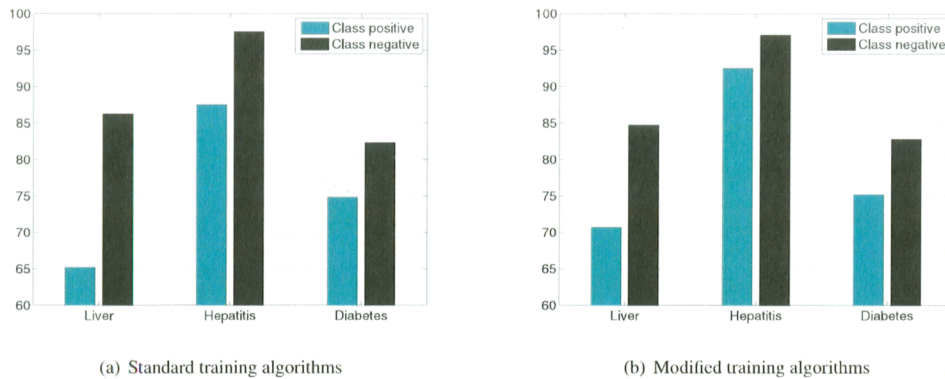 100
95
90
85
80
75
70
65
60
Class positive
Class negative
Liver
Hepatitis
Diabetes
(a) Standard training algorithms
100
95
90
85
80
75
70
65
60
Class positive
Class negative
Liver
Hepatitis
Diabetes
(b) Modified training algorithms